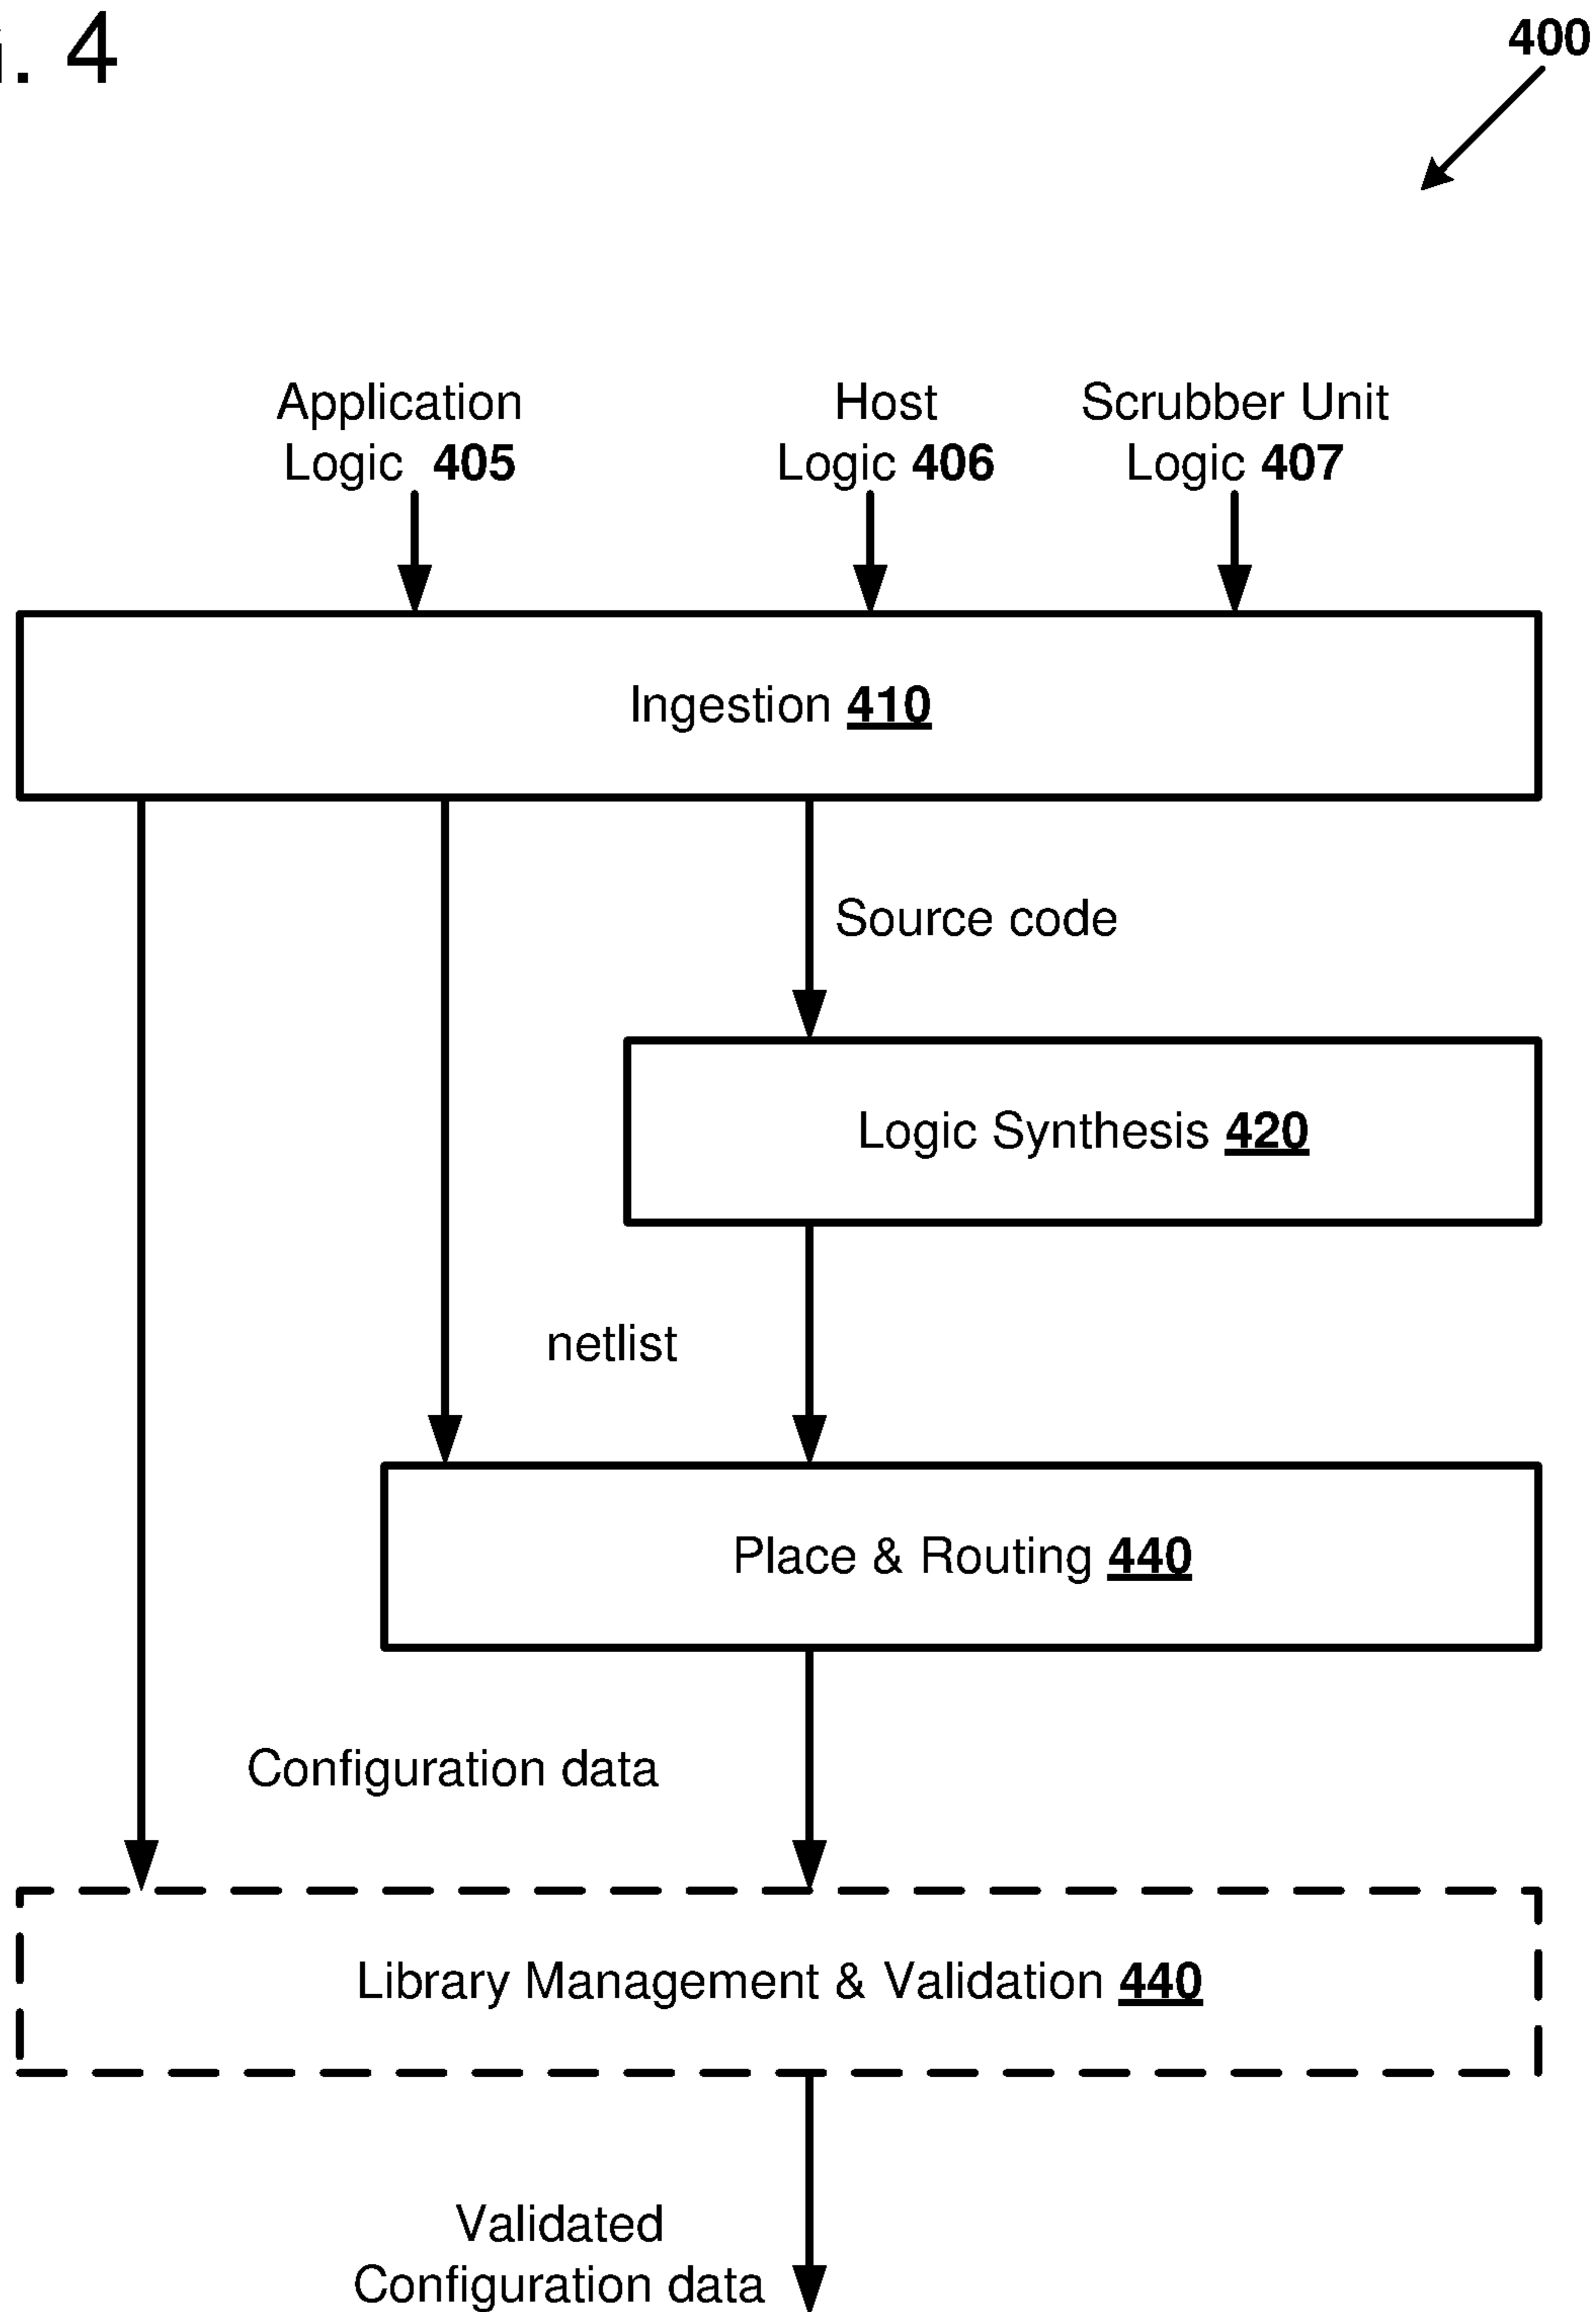 . 4
400
Application
Logic 405
Host
Logic 406
Scrubber Unit
Logic 407
Ingestion 410
Source code
Logic Synthesis 420
netlist
Place & Routing 440
Configuration data
Library Management & Validation 440
Validated
Configuration data